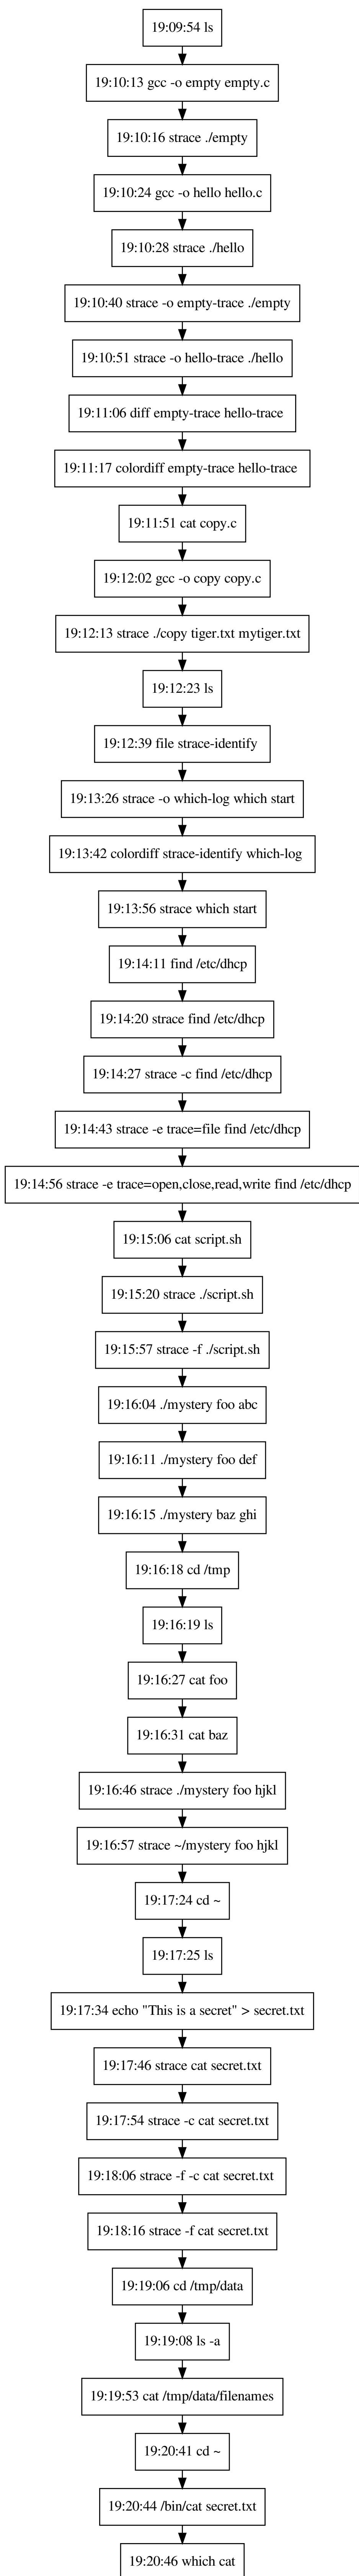 19:09:54 ls
19:10:13 gcc -o empty empty.c
19:10:16 strace ./empty
19:10:24 gcc -o hello hello.c
19:10:28 strace ./hello
19:10:40 strace -o empty-trace ./empty
19:10:51 strace -o hello-trace ./hello
19:11:06 diff empty-trace hello-trace
19:11:17 colordiff empty-trace hello-trace
19:11:51 cat copy.c
19:12:02 gcc -o copy copy.c
19:12:13 strace ./copy tiger.txt mytiger.txt
19:12:23 ls
19:12:39 file strace-identify
19:13:26 strace -o which-log which start
19:13:42 colordiff strace-identify which-log
19:13:56 strace which start
19:14:11 find /etc/dhcp
19:14:20 strace find /etc/dhcp
19:14:27 strace -c find /etc/dhcp
19:14:43 strace -e trace=file find /etc/dhcp
19:14:56 strace -e trace=open,close,read,write find /etc/dhcp
19:15:06 cat script.sh
19:15:20 strace ./script.sh
19:15:57 strace -f ./script.sh
19:16:04 ./mystery foo abc
19:16:11 ./mystery foo def
19:16:15 ./mystery baz ghi
19:16:18 cd /tmp
19:16:19 ls
19:16:27 cat foo
19:16:31 cat baz
19:16:46 strace ./mystery foo hjkl
19:16:57 strace ~/mystery foo hjkl
19:17:24 cd ~
19:17:25 ls
19:17:34 echo "This is a secret" > secret.txt
19:17:46 strace cat secret.txt
19:17:54 strace -c cat secret.txt
19:18:06 strace -f -c cat secret.txt
19:18:16 strace -f cat secret.txt
19:19:06 cd /tmp/data
19:19:08 ls -a
19:19:53 cat /tmp/data/filenames
19:20:41 cd ~
19:20:44 /bin/cat secret.txt
19:20:46 which cat